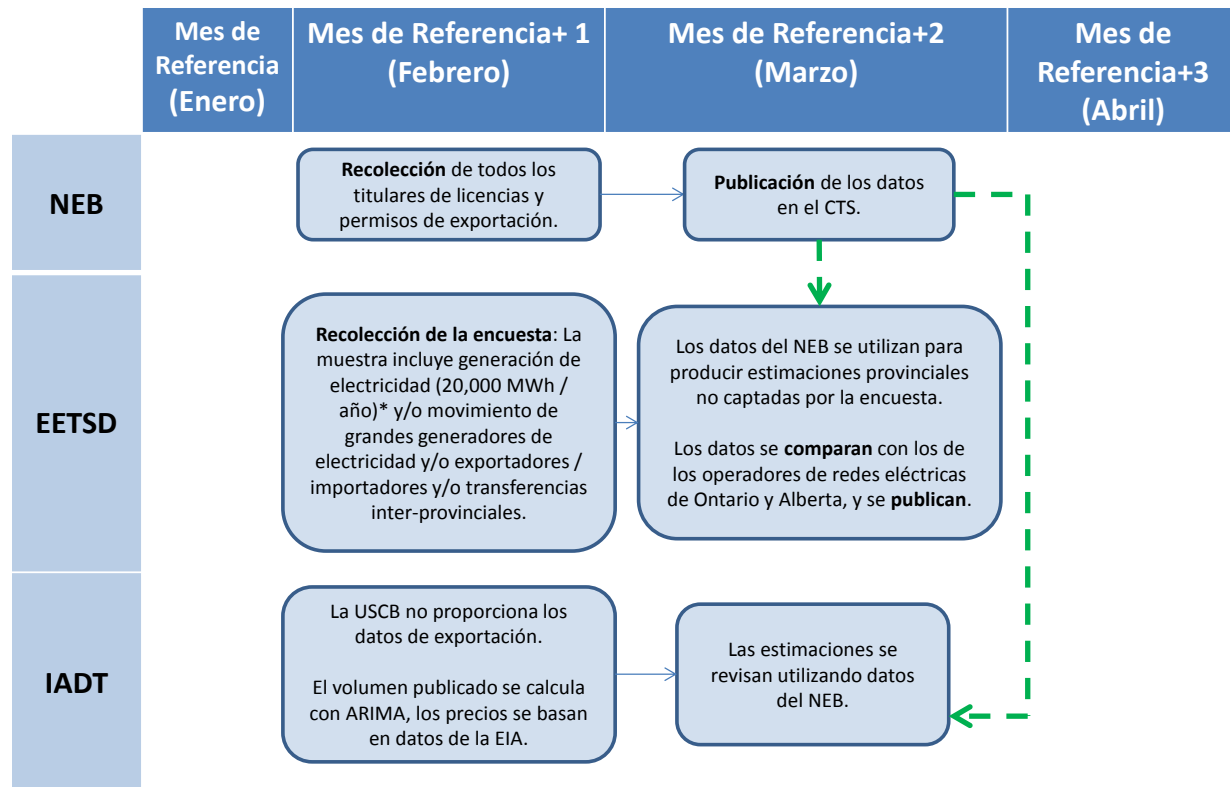 Mes de
Referencia
(Enero)
Mes de Referencia+ 1
(Febrero)
Mes de Referencia+2
(Marzo)
Mes de
Referencia+3
(Abril)
NEB
Recolección de todos los
titulares de licencias y
permisos de exportación.
Publicación de los datos
en el CTS.
EETSD
Recolección de la encuesta: La
muestra incluye generación de
electricidad (20,000 MWh /
año)* y/o movimiento de
grandes generadores de
electricidad y/o exportadores /
importadores y/o transferencias
inter-provinciales.
Los datos del NEB se utilizan para
producir estimaciones provinciales
no captadas por la encuesta.
Los datos se comparan con los de
los operadores de redes eléctricas
de Ontario y Alberta, y se publican.
IADT
La USCB no proporciona los
datos de exportación.
El volumen publicado se calcula
con ARIMA, los precios se basan
en datos de la EIA.
Las estimaciones se
revisan utilizando datos
del NEB.